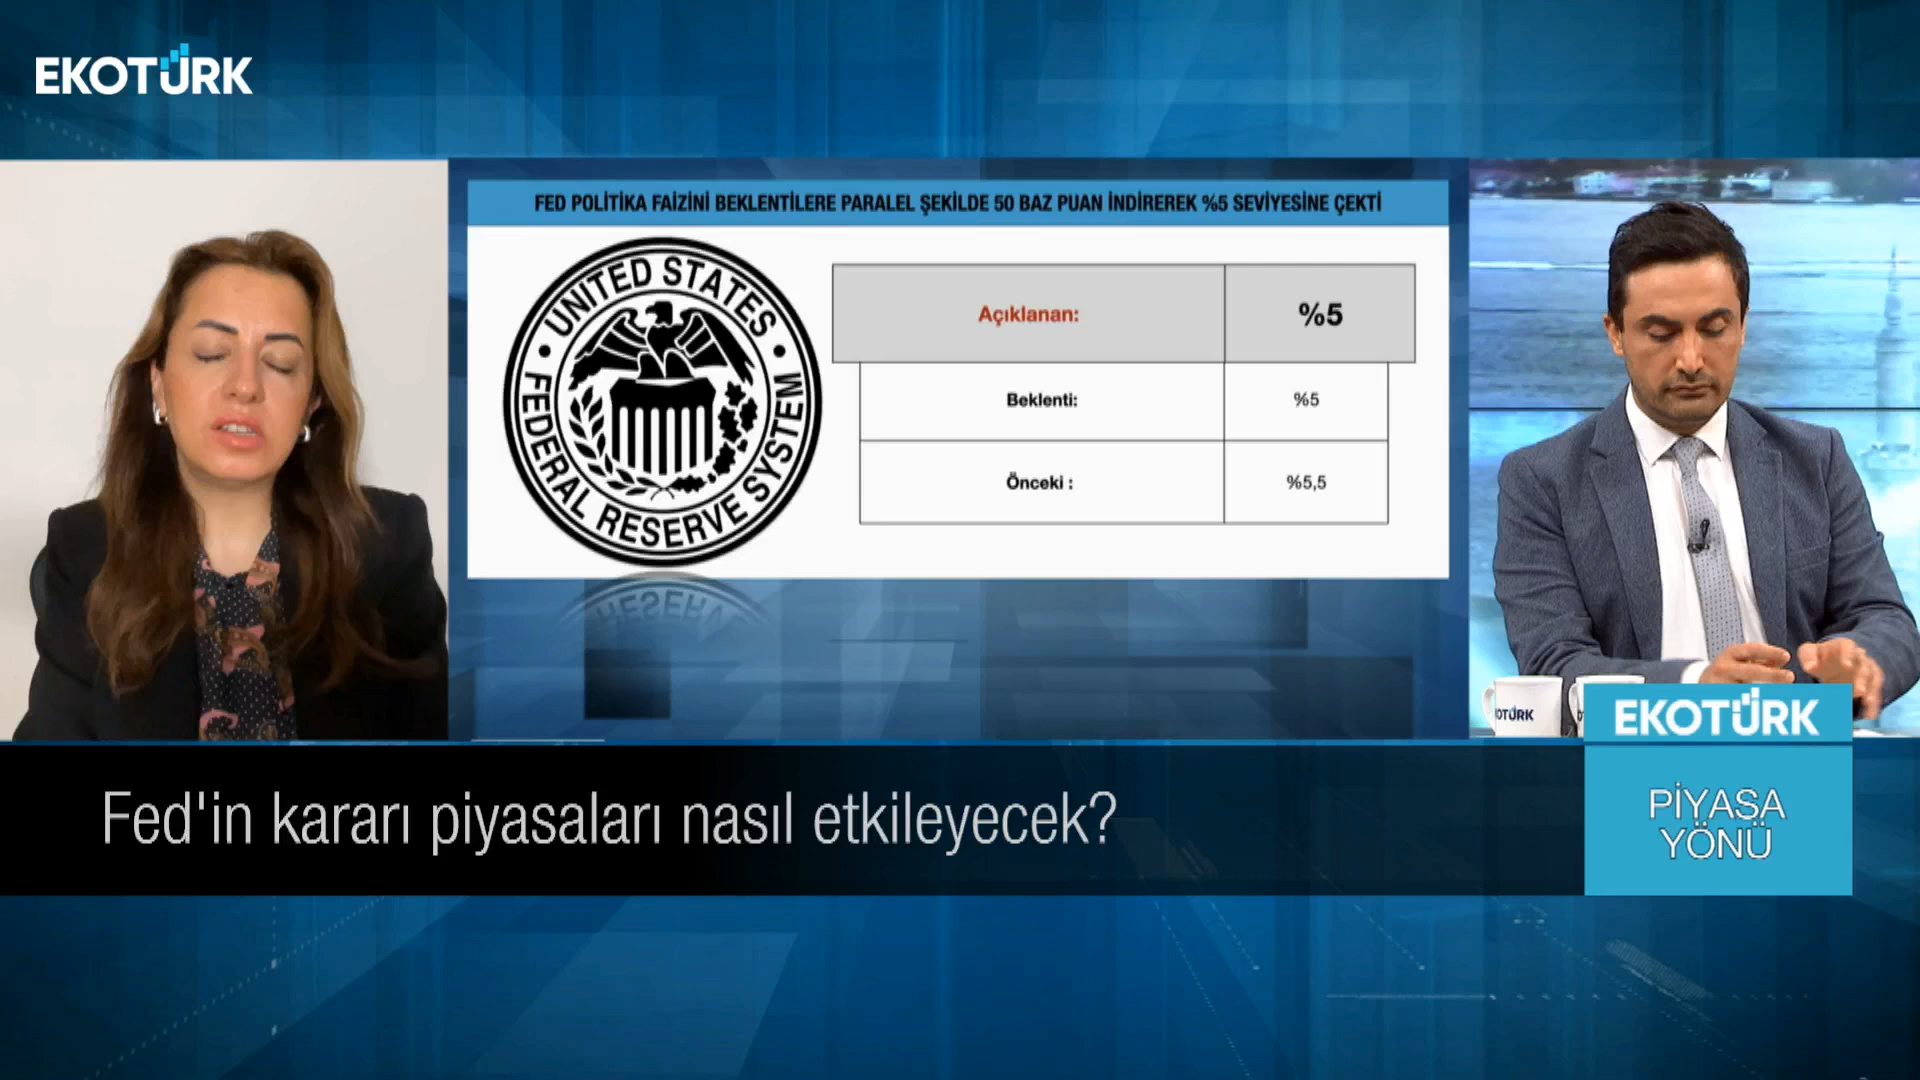 EKOTÜRK
FED POLİTİKA FAİZİNİ BEKLENTİLERE PARALEL ŞEKİLDE 50 BAZ PUAN İNDİREREK %5 SEVİYESİNE ÇEKTİ
UNITED STATES
FEDERAL RESERVE SYSTEM
Açıklanan:
%5
Beklenti:
%5
Önceki :
%5,5
RESERV
OTÜRK
EKOTÜRK
Fed'in kararı piyasaları nasıl etkileyecek?
PİYASA
YÖNÜ